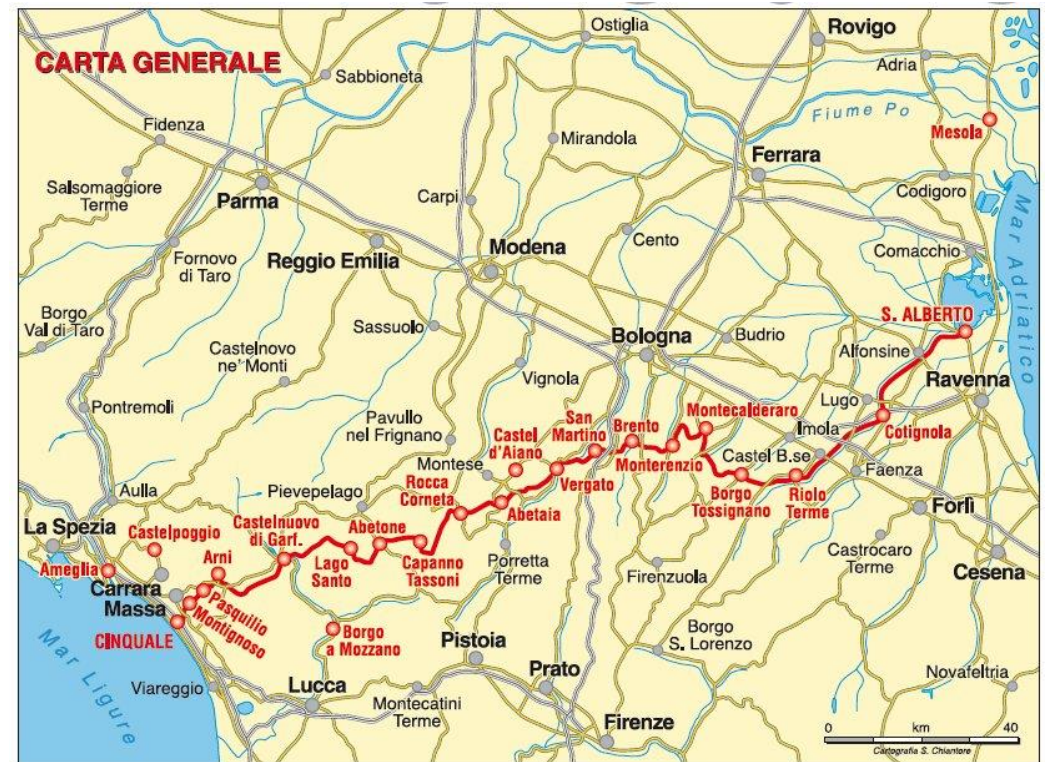 CARTA GENERALE
Ostiglia
Rovigo
Adria
Sabbioneta
Fiume Po
Mesola
Fidenza
Mirandola
Ferrara
Salsomaggiore
Terme
Parma
Carpi
Codigoro
Mar Adriatico
Fornovo
di Taro
Reggio Emilia
Modena
Cento
Comacchio
Borgo
Val di Taro
Sassuolo
Bologna
Budrio
S. ALBERTO
Castelnovo
ne' Monti
Vignola
Alfonsine
Ravenna
Pontremoli
Pavullo
nel Frignano
Castel
d'Aiano
San
Martino
Brento
Montecalderaro
Lugo
Imola
Cotignola
Montese
Rocca
Corneta
Vergato
Monterenzio
Castel B.se
Faenza
Aulla
Pievepelago
Abetaia
Borgo
Tossignano
Riolo
Terme
Forlì
La Spezia
Castelpoggio
Castelnuovo
di Garf.
Abetone
Ameglia
Arni
Lago
Santo
Capanno
Tassoni
Porretta
Terme
Firenzuola
Castrocaro
Terme
Cesena
Carrara
Massa
Pasquilio
Montignoso
CINQUALE
Borgo
a Mozzano
Pistoia
Borgo
S. Lorenzo
Mar Ligure
Viareggio
Lucca
Montecatini
Terme
Prato
Firenze
Novafeltria
0 km 40
Cartografia S. Chiantore